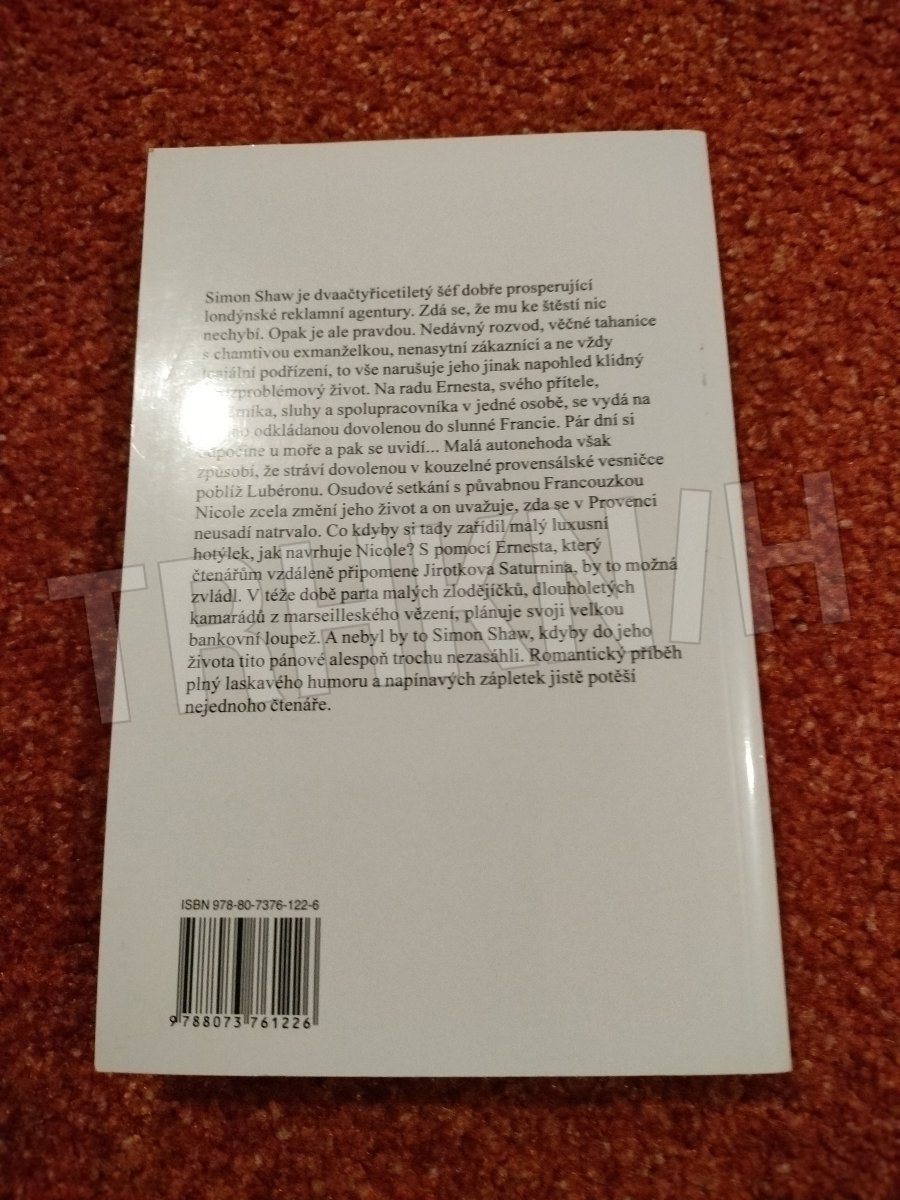 Simon Shaw je dvaačtyřicetiletý šéf dobře prosperující
londýnské reklamní agentury. Zdá se, že mu ke štěstí nic
nechybí. Opak je ale pravdou. Nedávný rozvod, věčné tahanice
s chamtivou exmanželkou, nenasytní zákazníci a ne vždy
podřízení, to vše narušuje jeho jinak napohled klidný
život. Na radu Ernesta, svého přítele,
sluhy a spolupracovníka v jedné osobě, se vydá na
odkládanou dovolenou do slunné Francie. Pár dní si
odpočine u moře a pak se uvidí... Malá autonehoda však
způsobí, že stráví dovolenou v kouzelné provensálské vesničce
poblíž Lubéronu. Osudové setkání s půvabnou Francouzkou
Nicole zcela změní jeho život a on uvažuje, zda se v Provenci
neusadí natrvalo. Co kdyby si tady zařídil malý luxusní
hotýlek, jak navrhuje Nicole? S pomocí Ernesta, který
čtenářům vzdáleně připomene Jirotkova Saturnina, by to možná
zvládl. V téže době parta malých zlodějíčků, dlouholetých
kamarádů z marseilleského vězení, plánuje svoji velkou
bankovní loupež. A nebyl by to Simon Shaw, kdyby do jeho
života tito pánové alespoň trochu nezasáhli. Romantický příběh
plný laskavého humoru a napínavých zápletek jistě potěší
nejednoho čtenáře.
TRHKNIH
ISBN 978-80-7376-122-6
9 788073 761226